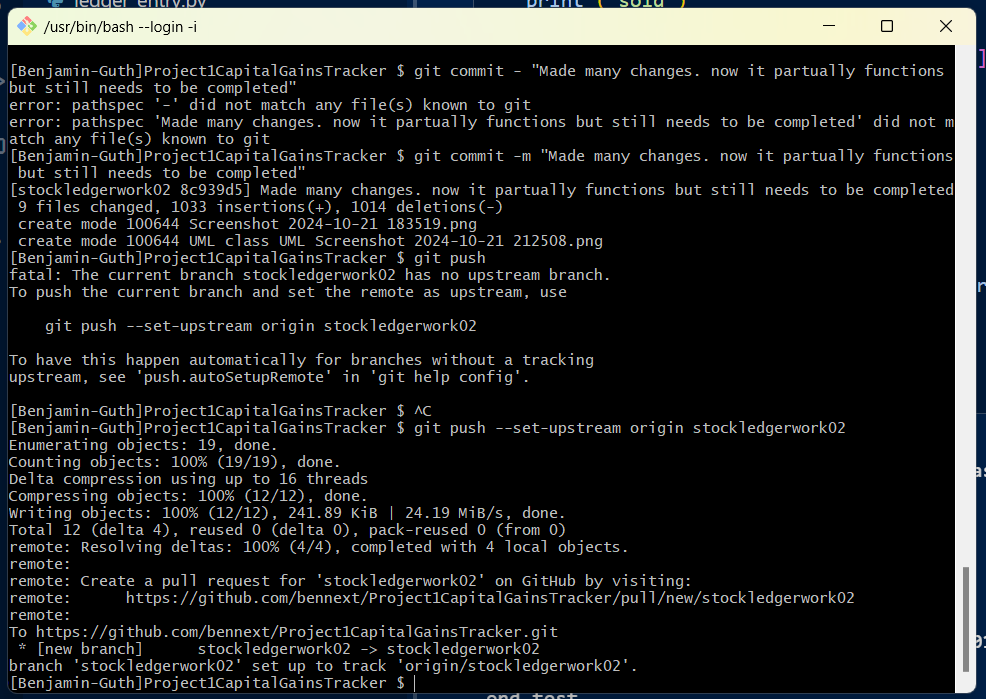 ledger_entry.py
print ( "sold" )
/usr/bin/bash --login -i
[Benjamin-Guth]Project1CapitalGainsTracker $ git commit - "Made many changes. now it partially functions
but still needs to be completed"
error: pathspec '-' did not match any file(s) known to git
error: pathspec 'Made many changes. now it partially functions but still needs to be completed' did not m
atch any file(s) known to git
[Benjamin-Guth]Project1CapitalGainsTracker $ git commit -m "Made many changes. now it partially functions
but still needs to be completed"
[stockledgerwork02 8c939d5] Made many changes. now it partially functions but still needs to be completed
9 files changed, 1033 insertions(+), 1014 deletions(-)
create mode 100644 Screenshot 2024-10-21 183519.png
create mode 100644 UML class UML Screenshot 2024-10-21 212508.png
[Benjamin-Guth]Project1CapitalGainsTracker $ git push
fatal: The current branch stockledgerwork02 has no upstream branch.
To push the current branch and set the remote as upstream, use
git push --set-upstream origin stockledgerwork02
To have this happen automatically for branches without a tracking
upstream, see 'push.autoSetupRemote' in 'git help config'.
[Benjamin-Guth]Project1CapitalGainsTracker $ ^C
[Benjamin-Guth]Project1CapitalGainsTracker $ git push --set-upstream origin stockledgerwork02
Enumerating objects: 19, done.
Counting objects: 100% (19/19), done.
Delta compression using up to 16 threads
Compressing objects: 100% (12/12), done.
Writing objects: 100% (12/12), 241.89 KiB | 24.19 MiB/s, done.
Total 12 (delta 4), reused 0 (delta 0), pack-reused 0 (from 0)
remote: Resolving deltas: 100% (4/4), completed with 4 local objects.
remote:
remote: Create a pull request for 'stockledgerwork02' on GitHub by visiting:
remote:      https://github.com/bennext/Project1CapitalGainsTracker/pull/new/stockledgerwork02
remote:
To https://github.com/bennext/Project1CapitalGainsTracker.git
* [new branch]      stockledgerwork02 -> stockledgerwork02
branch 'stockledgerwork02' set up to track 'origin/stockledgerwork02'.
[Benjamin-Guth]Project1CapitalGainsTracker $
end test